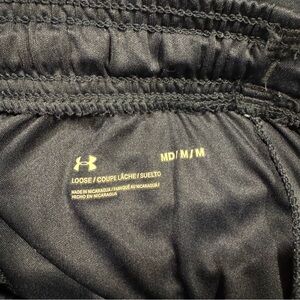 MD/M/M
LOOSE/COUPE LÂCHE/SUELTO
MADE IN NICARAGUA/FABRIQUÉ AU NICARAGUA/
HECHO EN NICARAGUA